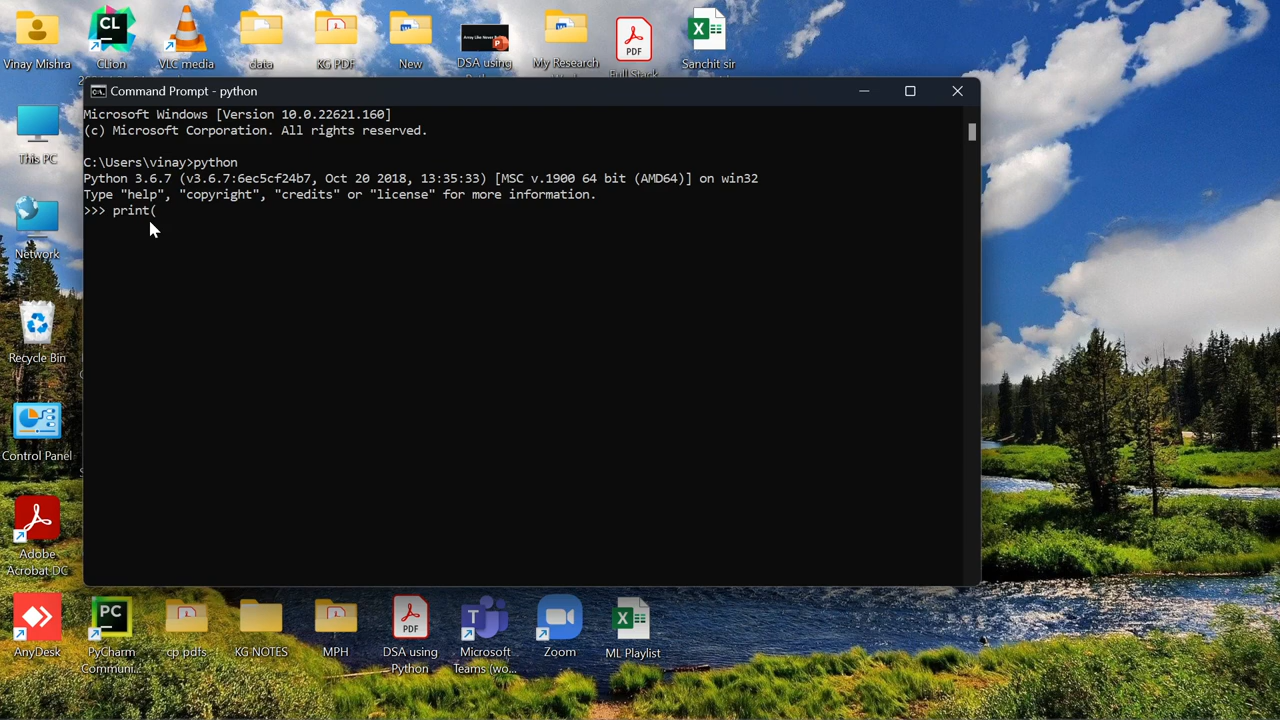 Vinay Mishra
CLion
VLC media
data
KG PDF
New
DSA using
My Research
PDF
Sanchit sir
CL
Command Prompt - python
Microsoft Windows [Version 10.0.22621.160]
(c) Microsoft Corporation. All rights reserved.
C:\Users\vinay>python
Python 3.6.7 (v3.6.7:6ec5cf24b7, Oct 20 2018, 13:35:33) [MSC v.1900 64 bit (AMD64)] on win32
Type "help", "copyright", "credits" or "license" for more information.
>>> print(
This PC
Network
Recycle Bin
Control Panel
Adobe
Acrobat DC
PC
PDF
AnyDesk
PyCharm
Communi...
cp pdfs
KG NOTES
MPH
DSA using
Python
Microsoft
Teams (wo...
Zoom
ML Playlist